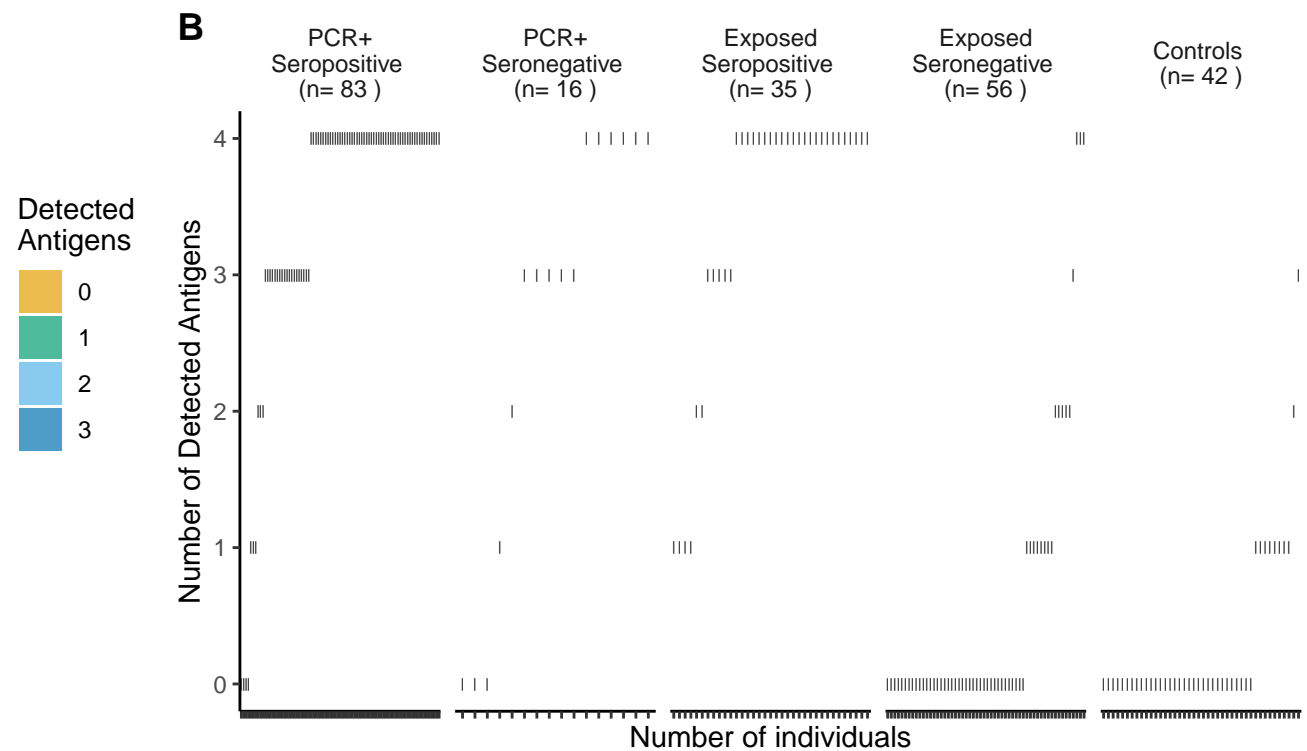 B
PCR+
Seropositive
(n= 83 )
PCR+
Seronegative
(n= 16 )
Exposed
Seropositive
(n= 35 )
Exposed
Seronegative
(n= 56 )
Controls
(n= 42 )
Detected
Antigens
0
1
2
3
Number of Detected Antigens
4
3
2
1
0
Number of individuals